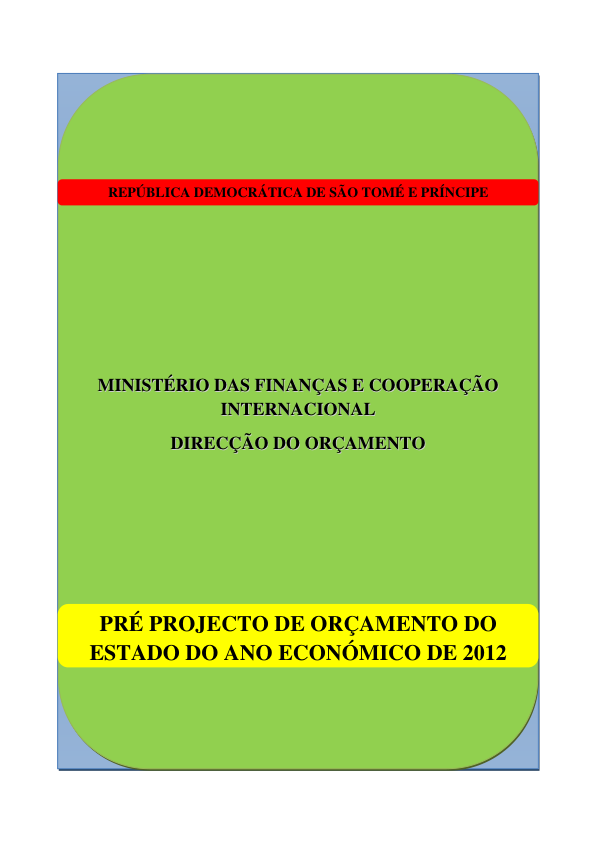 REPÚBLICA DEMOCRÁTICA DE SÃO TOMÉ E PRÍNCIPE
MINISTÉRIO DAS FINANÇAS E COOPERAÇÃO
INTERNACIONAL
DIRECÇÃO DO ORÇAMENTO
PRÉ PROJECTO DE ORÇAMENTO DO
ESTADO DO ANO ECONÓMICO DE 2012